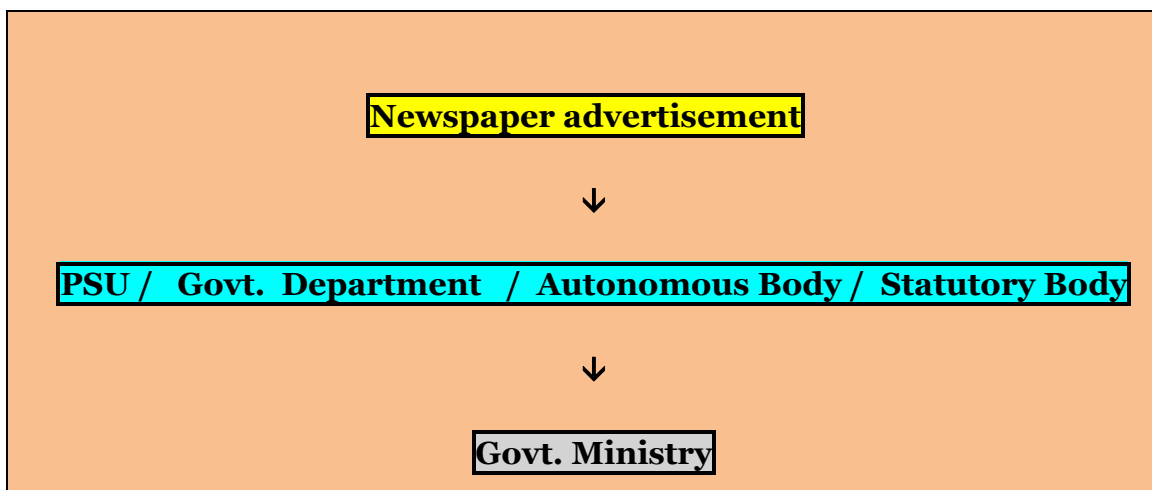 Newspaper advertisement
↓
PSU / Govt. Department / Autonomous Body / Statutory Body
↓
Govt. Ministry